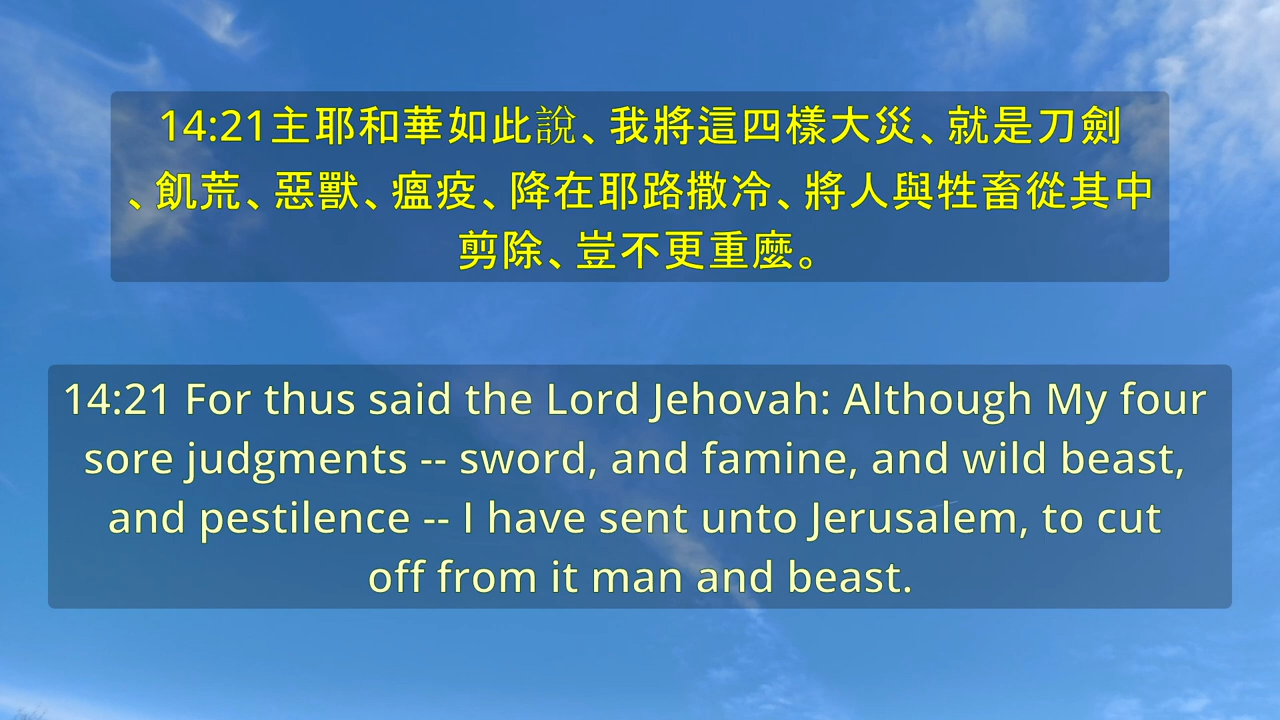 14:21主耶和華如此說、我將這四樣大災、就是刀劍
、飢荒、惡獸、瘟疫、降在耶路撒冷、將人與牲畜從其中
剪除、豈不更重麼。
14:21 For thus said the Lord Jehovah: Although My four
sore judgments -- sword, and famine, and wild beast,
and pestilence -- I have sent unto Jerusalem, to cut
off from it man and beast.